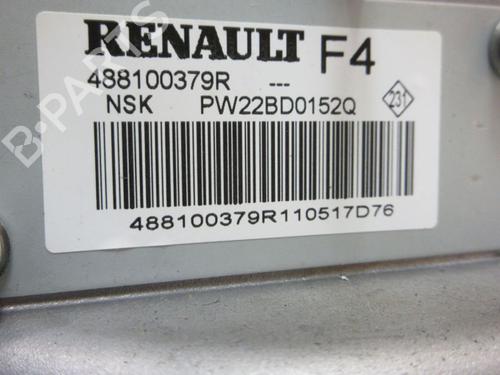 RENAULT F4
488100379R ---
NSK PW22BD0152Q 231
488100379R110517D76
B-PARTS